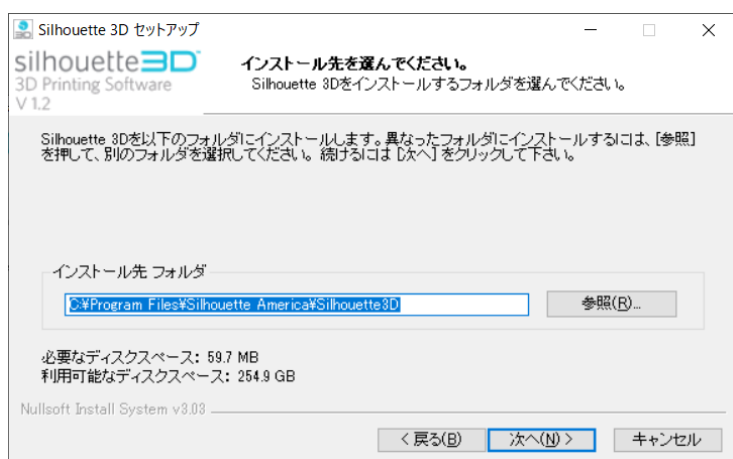 Silhouette 3D セットアップ
silhouette3D
3D Printing Software
V 1.2
インストール先を選んでください。
Silhouette 3Dをインストールするフォルダを選んでください。
Silhouette 3Dを以下のフォルダにインストールします。異なったフォルダにインストールするには、[参照]
を押して、別のフォルダを選択してください。 続けるには [次へ] をクリックして下さい。
インストール先 フォルダ
C:¥Program Files¥Silhouette America¥Silhouette3D
参照(R)...
必要なディスクスペース: 59.7 MB
利用可能なディスクスペース: 254.9 GB
Nullsoft Install System v3.03
< 戻る(B)
次へ(N) >
キャンセル